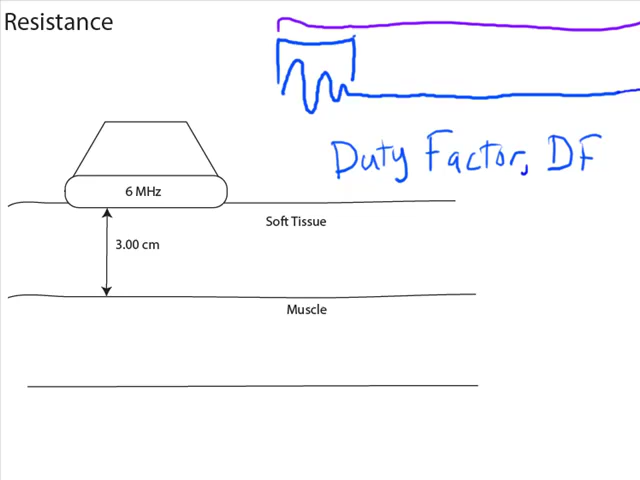 Resistance
Duty Factor, DF
6 MHz
Soft Tissue
3.00 cm
Muscle